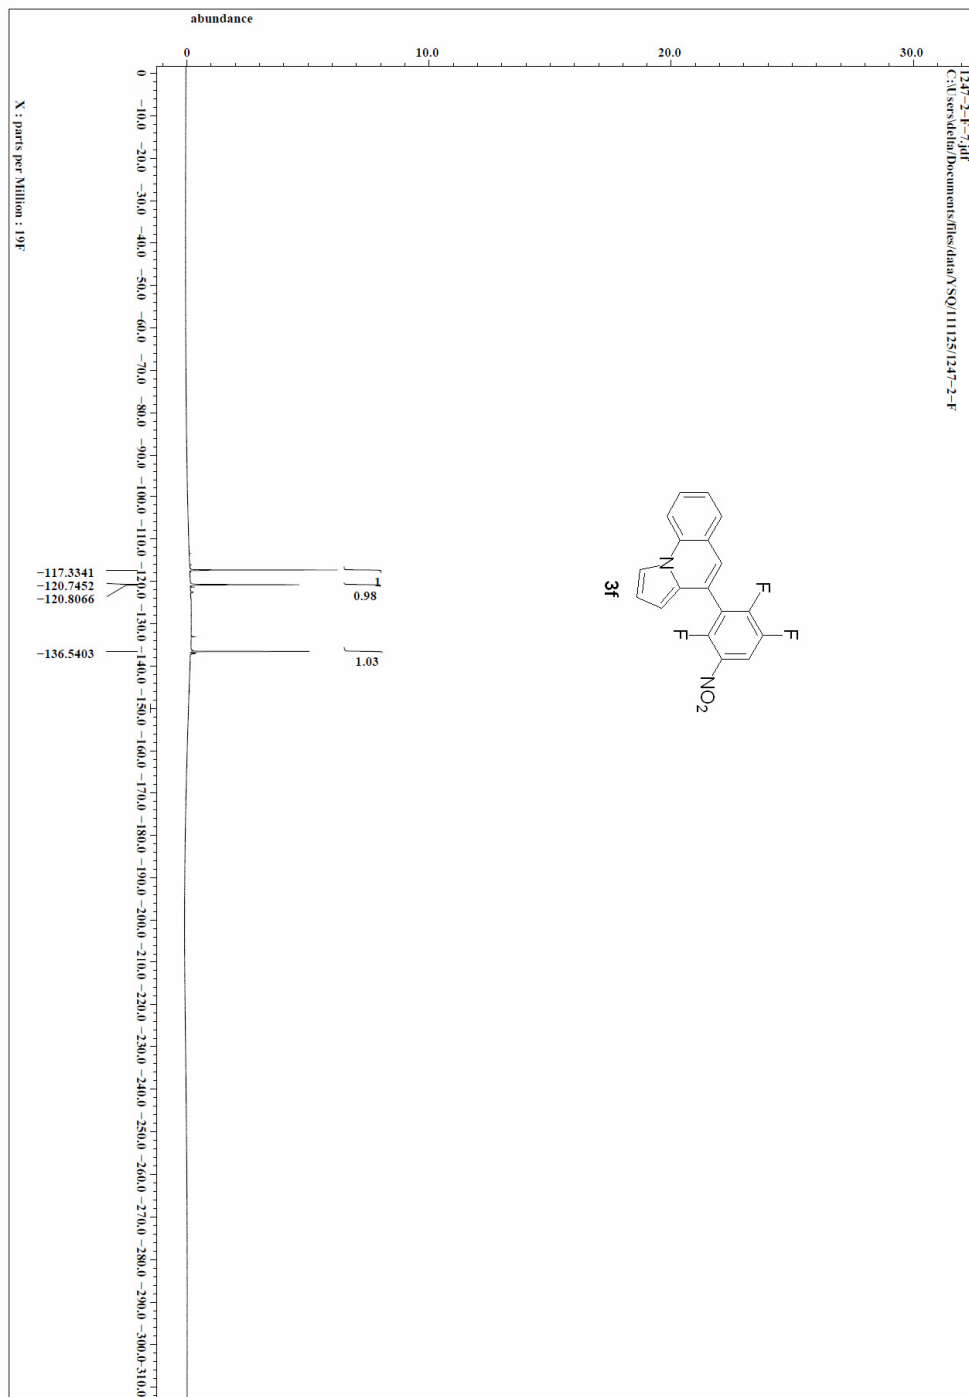 1247-2-F-7.jdf
C:\Users\delta\Documents\files\data\YSQ\111125\1247-2-F
abundance
0 10.0 20.0 30.0
0 -10.0 -20.0 -30.0 -40.0 -50.0 -60.0 -70.0 -80.0 -90.0 -100.0 -110.0 -120.0 -130.0 -140.0 -150.0 -160.0 -170.0 -180.0 -190.0 -200.0 -210.0 -220.0 -230.0 -240.0 -250.0 -260.0 -270.0 -280.0 -290.0 -300.0 -310.0
X : parts per Million : 19F
-117.3341
-120.7452
-120.8066
-136.5403
1
0.98
1.03
N
F
F
F
NO2
3f